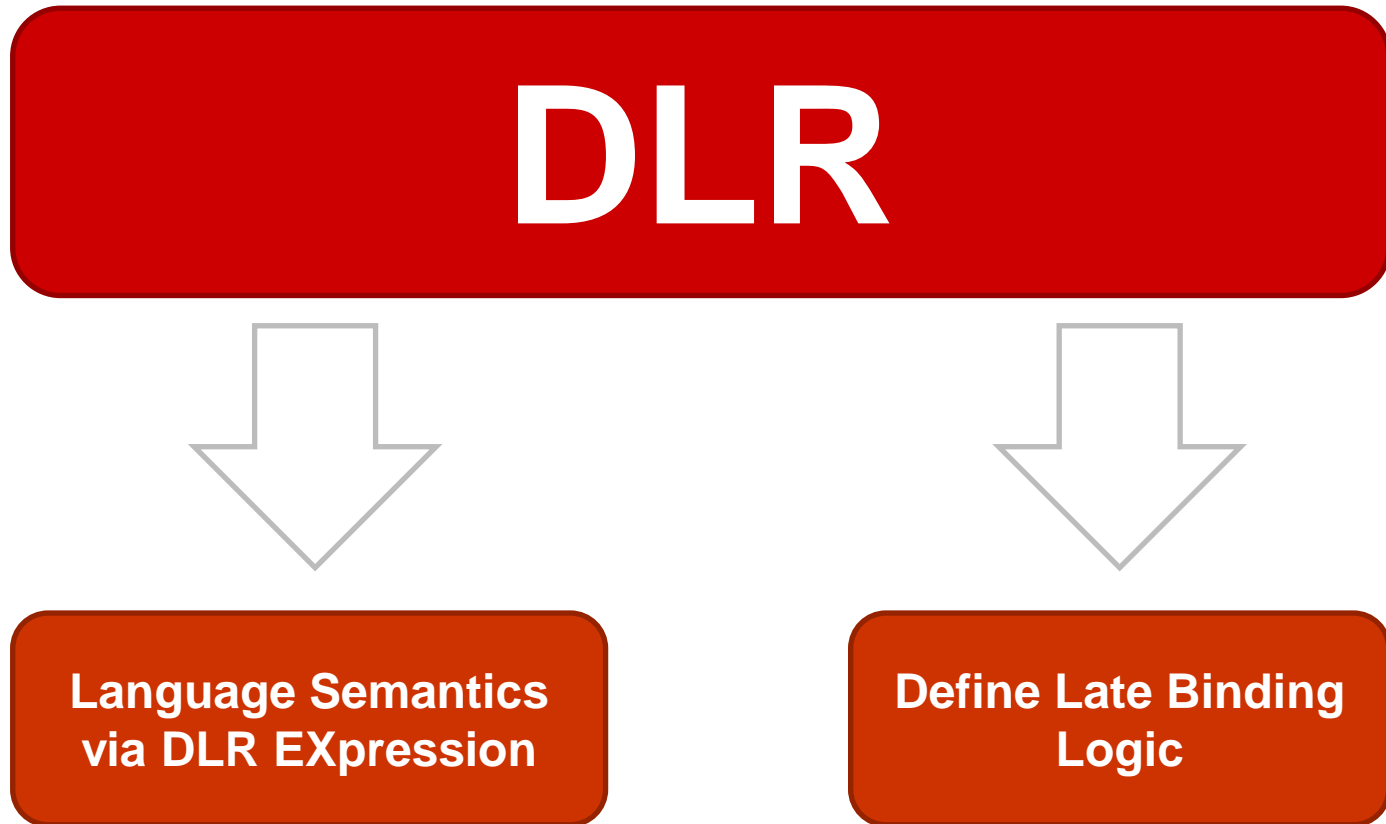 DLR
Language Semantics
via DLR EXpression
Define Late Binding
Logic